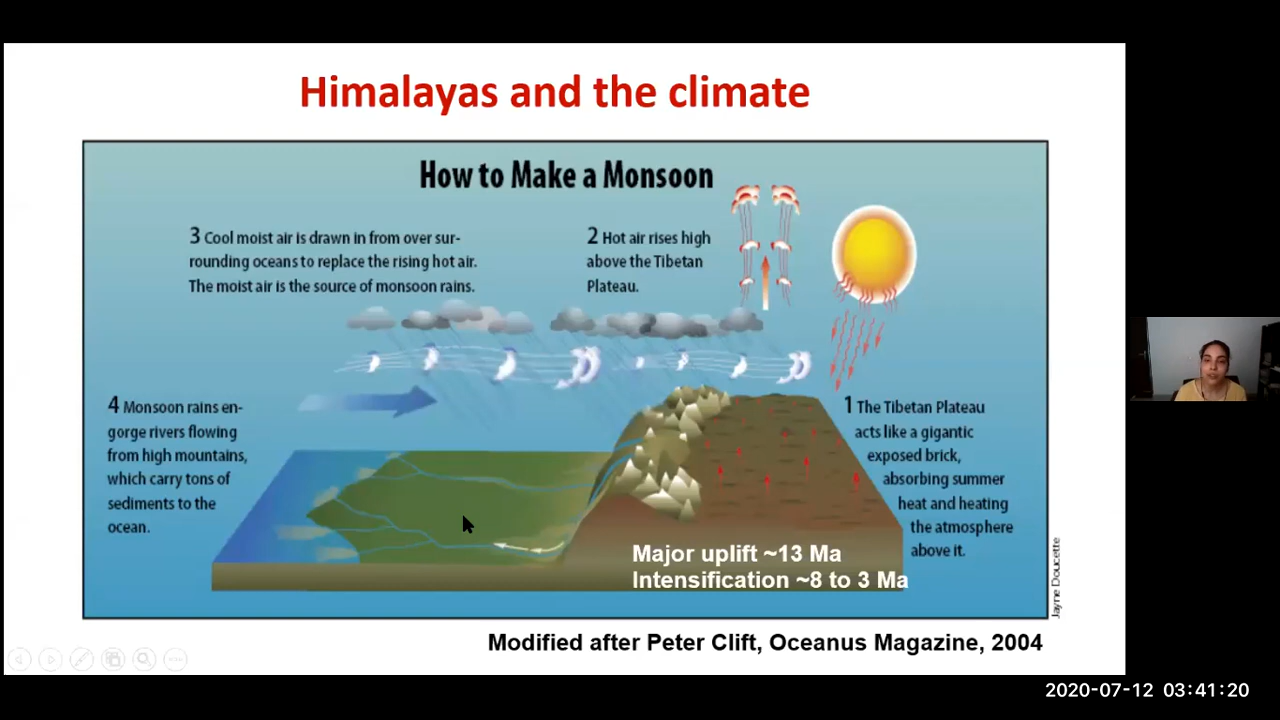 Himalayas and the climate
How to Make a Monsoon
3 Cool moist air is drawn in from over sur-
rounding oceans to replace the rising hot air.
The moist air is the source of monsoon rains.
2 Hot air rises high
above the Tibetan
Plateau.
4 Monsoon rains en-
gorge rivers flowing
from high mountains,
which carry tons of
sediments to the
ocean.
1 The Tibetan Plateau
acts like a gigantic
exposed brick,
absorbing summer
heat and heating
the atmosphere
above it.
Major uplift ~13 Ma
Intensification ~8 to 3 Ma
Jayne Doucette
Modified after Peter Clift, Oceanus Magazine, 2004
2020-07-12 03:41:20